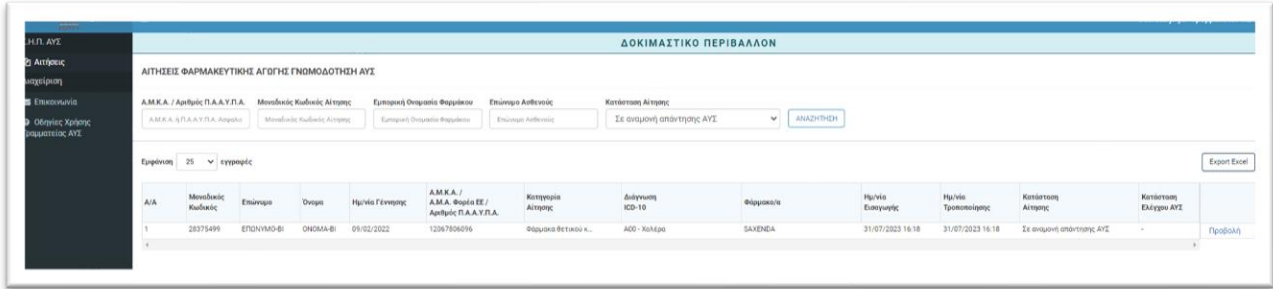 .Η.Π. ΑΥΣ
ΔΟΚΙΜΑΣΤΙΚΟ ΠΕΡΙΒΑΛΛΟΝ
Αιτήσεις
ΑΙΤΗΣΕΙΣ ΦΑΡΜΑΚΕΥΤΙΚΗΣ ΑΓΩΓΗΣ ΓΝΩΜΟΔΟΤΗΣΗ ΑΥΣ
ιαχείριση
Επικοινωνία
Οδηγίες Χρήσης
ραμματείας ΑΥΣ
Α.Μ.Κ.Α. / Αριθμός Π.Α.Α.Υ.Π.Α. Μοναδικός Κωδικός Αίτησης Εμπορική Ονομασία Φαρμάκου Επώνυμο Ασθενούς Κατάσταση Αίτησης
Α.Μ.Κ.Α. ή Π.Α.Α.Υ.Π.Α. Ασφαλι Μοναδικός Κωδικός Αίτησης Εμπορική Ονομασία Φαρμάκου Επώνυμο Ασθενούς Σε αναμονή απάντησης ΑΥΣ ΑΝΑΖΗΤΗΣΗ
Εμφάνιση 25 εγγραφές Export Excel
Α/Α Μοναδικός Κωδικός Επώνυμο Όνομα Ημ/νία Γέννησης Α.Μ.Κ.Α. / Α.Μ.Α. Φορέα ΕΕ / Αριθμός Π.Α.Α.Υ.Π.Α. Κατηγορία Αίτησης Διάγνωση ICD-10 Φάρμακο/α Ημ/νία Εισαγωγής Ημ/νία Τροποποίησης Κατάσταση Αίτησης Κατάσταση Ελέγχου ΑΥΣ
1 28375499 ΕΠΩΝΥΜΟ-ΒΙ ΟΝΟΜΑ-ΒΙ 09/02/2022 12067806096 Φάρμακα θετικού κ... A00 - Χολέρα SAXENDA 31/07/2023 16:18 31/07/2023 16:18 Σε αναμονή απάντησης ΑΥΣ - Προβολή